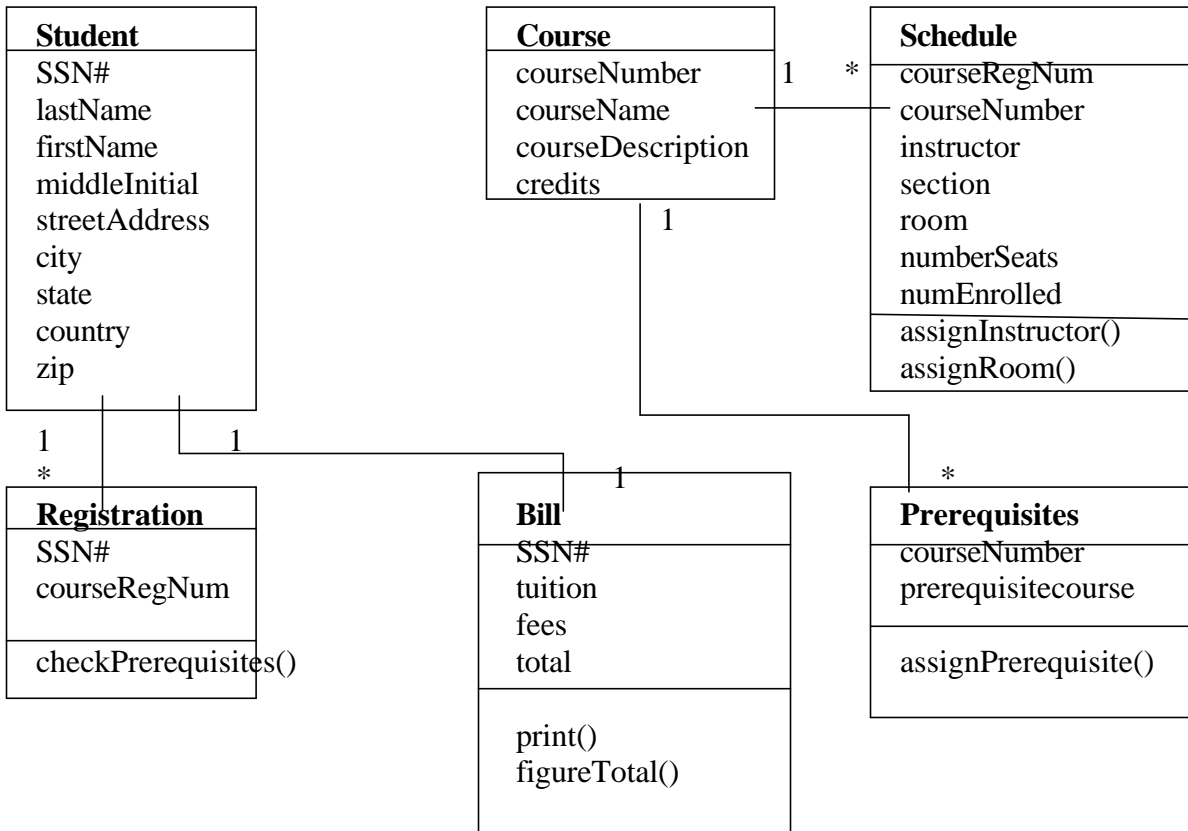 Student
SSN#
lastName
firstName
middleInitial
streetAddress
city
state
country
zip
Course
courseNumber
courseName
courseDescription
credits
1 *
Schedule
courseRegNum
courseNumber
instructor
section
room
numberSeats
numEnrolled
assignInstructor()
assignRoom()
1
1
1
*
1
*
Registration
SSN#
courseRegNum
checkPrerequisites()
Bill
SSN#
tuition
fees
total
print()
figureTotal()
Prerequisites
courseNumber
prerequisitecourse
assignPrerequisite()